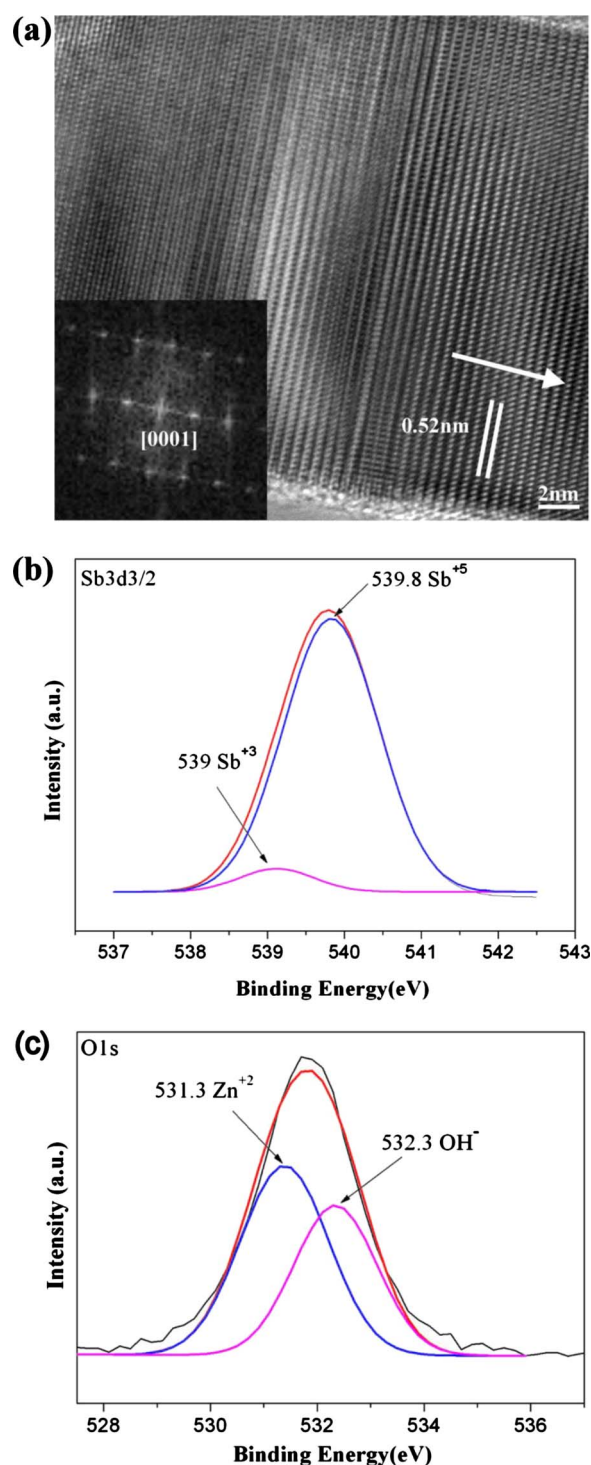 (a)
[0001]
0.52nm
2nm
(b)
Sb3d3/2
539.8 Sb+5
539 Sb+3
Intensity (a.u.)
537 538 539 540 541 542 543
Binding Energy(eV)
(c)
O1s
531.3 Zn+2
532.3 OH-
Intensity (a.u.)
528 530 532 534 536
Binding Energy(eV)